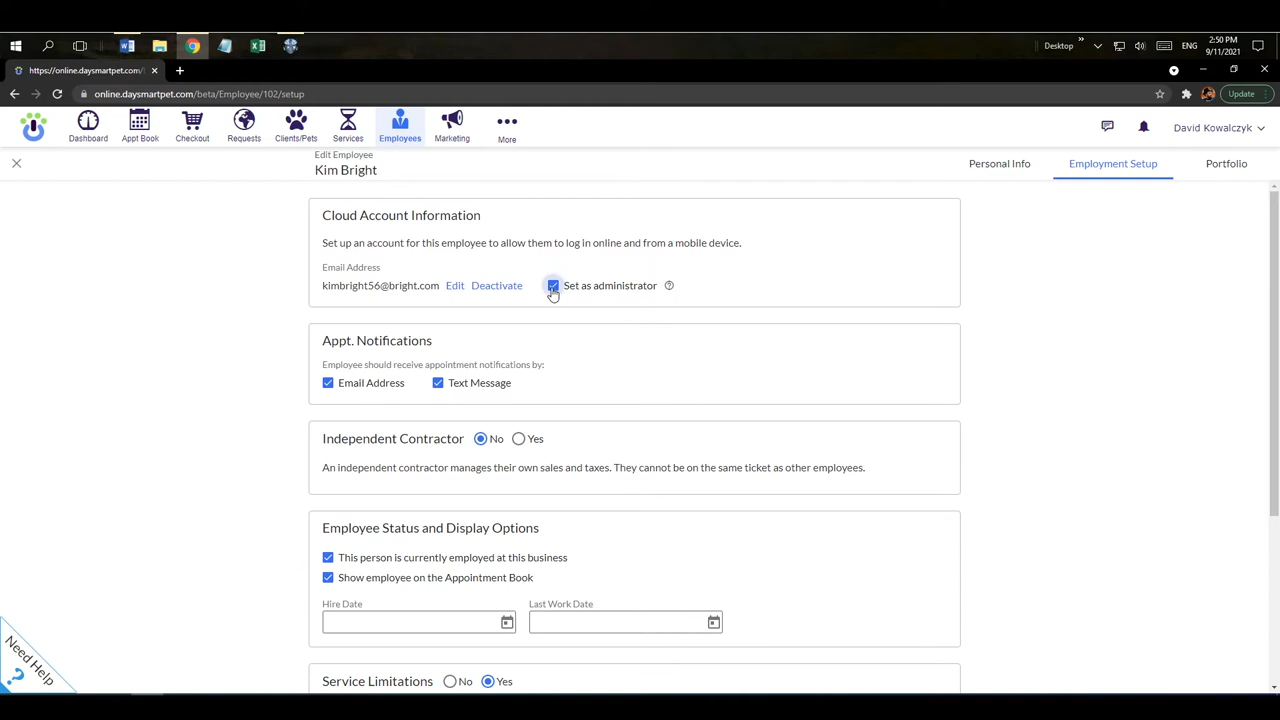 Desktop
»
ENG
2:50 PM
9/11/2021
https://online.daysmartpet.com/
online.daysmartpet.com/beta/Employee/102/setup
Update
Dashboard
Appt Book
Checkout
Requests
Clients/Pets
Services
Employees
Marketing
More
David Kowalczyk
Edit Employee
Kim Bright
Personal Info
Employment Setup
Portfolio
Cloud Account Information
Set up an account for this employee to allow them to log in online and from a mobile device.
Email Address
kimbright56@bright.com Edit Deactivate Set as administrator
Appt. Notifications
Employee should receive appointment notifications by:
Email Address Text Message
Independent Contractor No Yes
An independent contractor manages their own sales and taxes. They cannot be on the same ticket as other employees.
Employee Status and Display Options
This person is currently employed at this business
Show employee on the Appointment Book
Hire Date Last Work Date
Need Help
?
Service Limitations No Yes